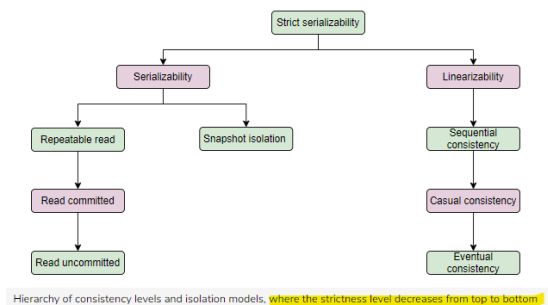 Strict serializability
Serializability
Linearizability
Repeatable read
Snapshot isolation
Sequential
consistency
Read committed
Casual consistency
Read uncommitted
Eventual
consistency
Hierarchy of consistency levels and isolation models, where the strictness level decreases from top to bottom